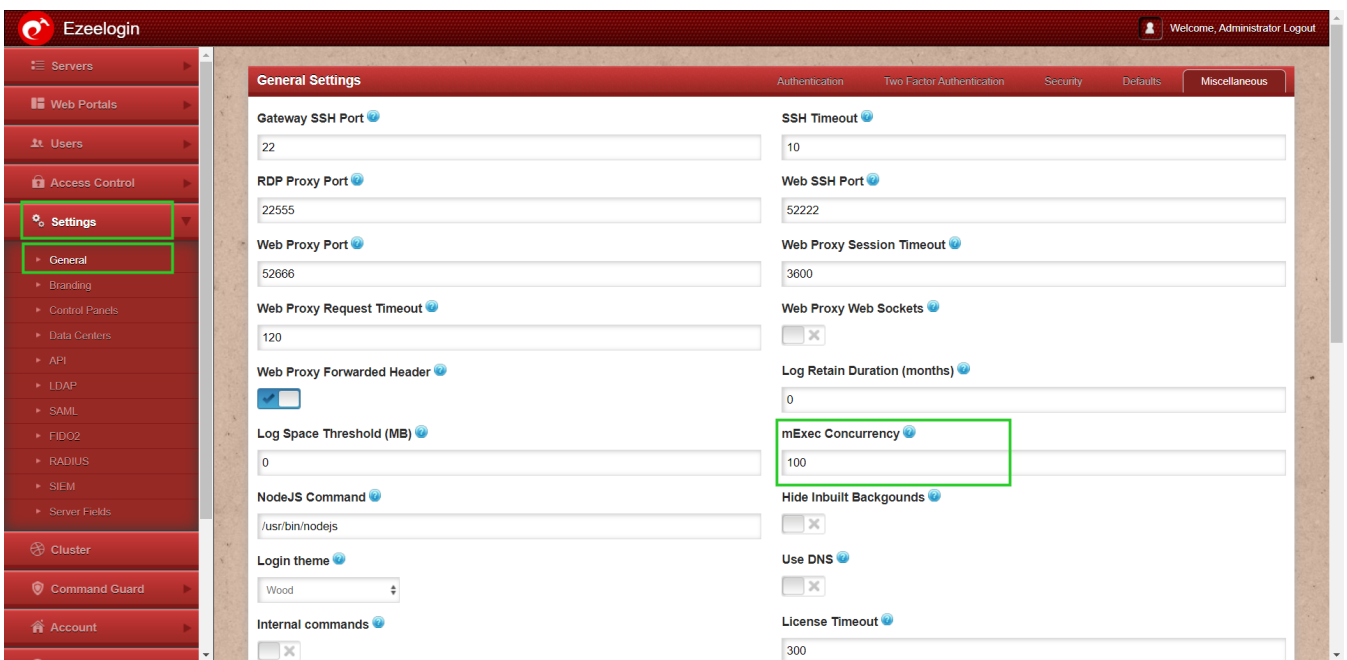 Ezeelogin
Welcome, Administrator Logout
Servers
Web Portals
Users
Access Control
Settings
General
Branding
Control Panels
Data Centers
API
LDAP
SAML
FIDO2
RADIUS
SIEM
Server Fields
Cluster
Command Guard
Account
General Settings
Authentication
Two Factor Authentication
Security
Defaults
Miscellaneous
Gateway SSH Port
22
SSH Timeout
10
RDP Proxy Port
22555
Web SSH Port
52222
Web Proxy Port
52666
Web Proxy Session Timeout
3600
Web Proxy Request Timeout
120
Web Proxy Web Sockets
Web Proxy Forwarded Header
Log Retain Duration (months)
0
Log Space Threshold (MB)
0
mExec Concurrency
100
NodeJS Command
/usr/bin/nodejs
Hide Inbuilt Backgounds
Login theme
Wood
Use DNS
Internal commands
License Timeout
300